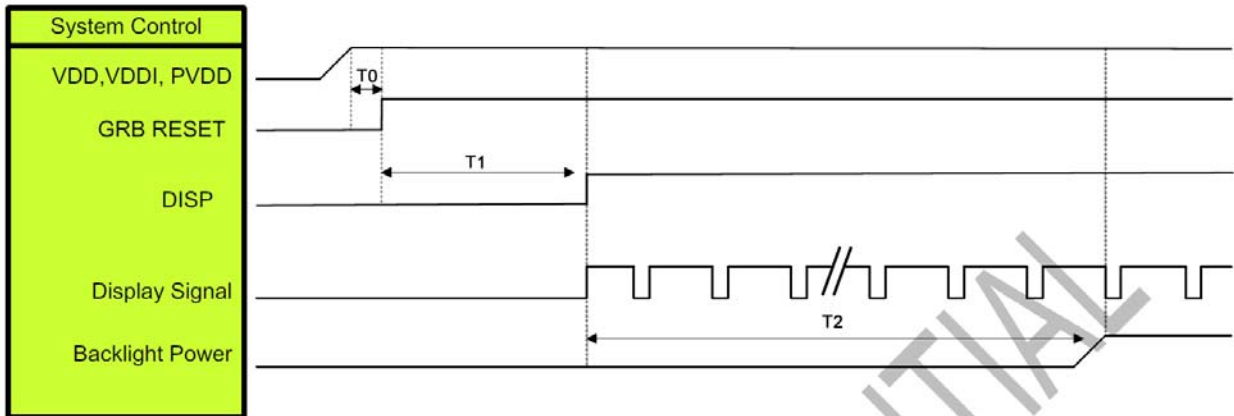 System Control
VDD,VDDI, PVDD
T0
GRB RESET
T1
DISP
Display Signal
T2
Backlight Power